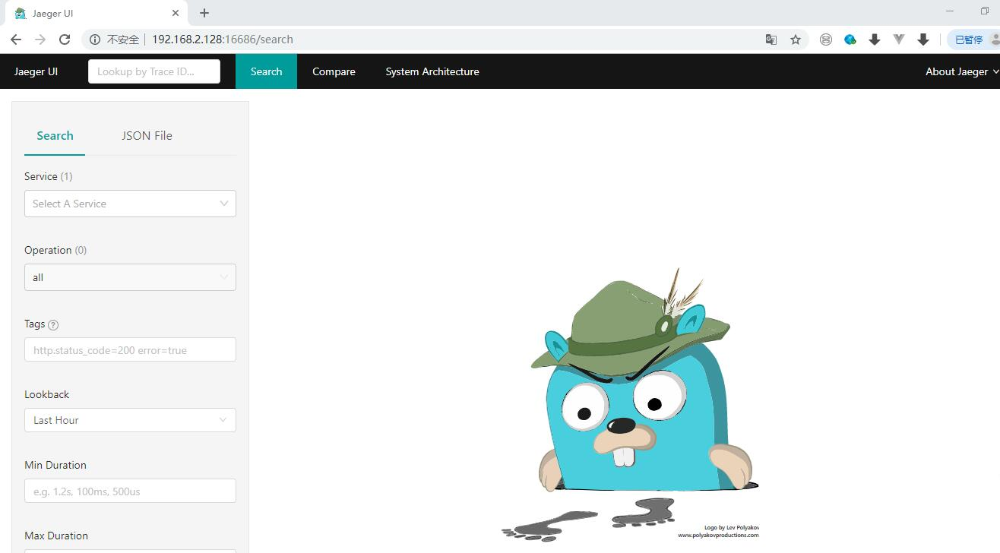 Jaeger UI
不安全 192.168.2.128:16686/search
已暂停
Jaeger UI Lookup by Trace ID... Search Compare System Architecture About Jaeger
Search JSON File
Service (1)
Select A Service
Operation (0)
all
Tags ?
http.status_code=200 error=true
Lookback
Last Hour
Min Duration
e.g. 1.2s, 100ms, 500us
Max Duration
Logo by Lev Polyakov
www.polyakovproductions.com